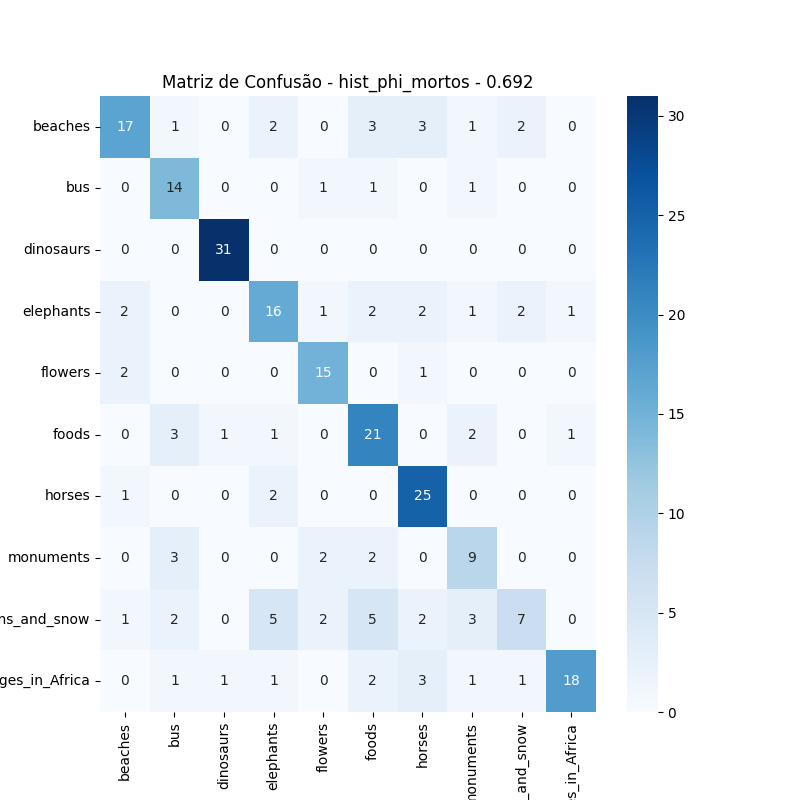 Matriz de Confusão - hist_phi_mortos - 0.692
beaches 17 1 0 2 0 3 3 1 2 0
bus 0 14 0 0 1 1 0 1 0 0
dinosaurs 0 0 31 0 0 0 0 0 0 0
elephants 2 0 0 16 1 2 2 1 2 1
flowers 2 0 0 0 15 0 1 0 0 0
foods 0 3 1 1 0 21 0 2 0 1
horses 1 0 0 2 0 0 25 0 0 0
monuments 0 3 0 0 2 2 0 9 0 0
ns_and_snow 1 2 0 5 2 5 2 3 7 0
ges_in_Africa 0 1 1 1 0 2 3 1 1 18
beaches bus dinosaurs elephants flowers foods horses monuments _and_snow s_in_Africa
30
25
20
15
10
5
0